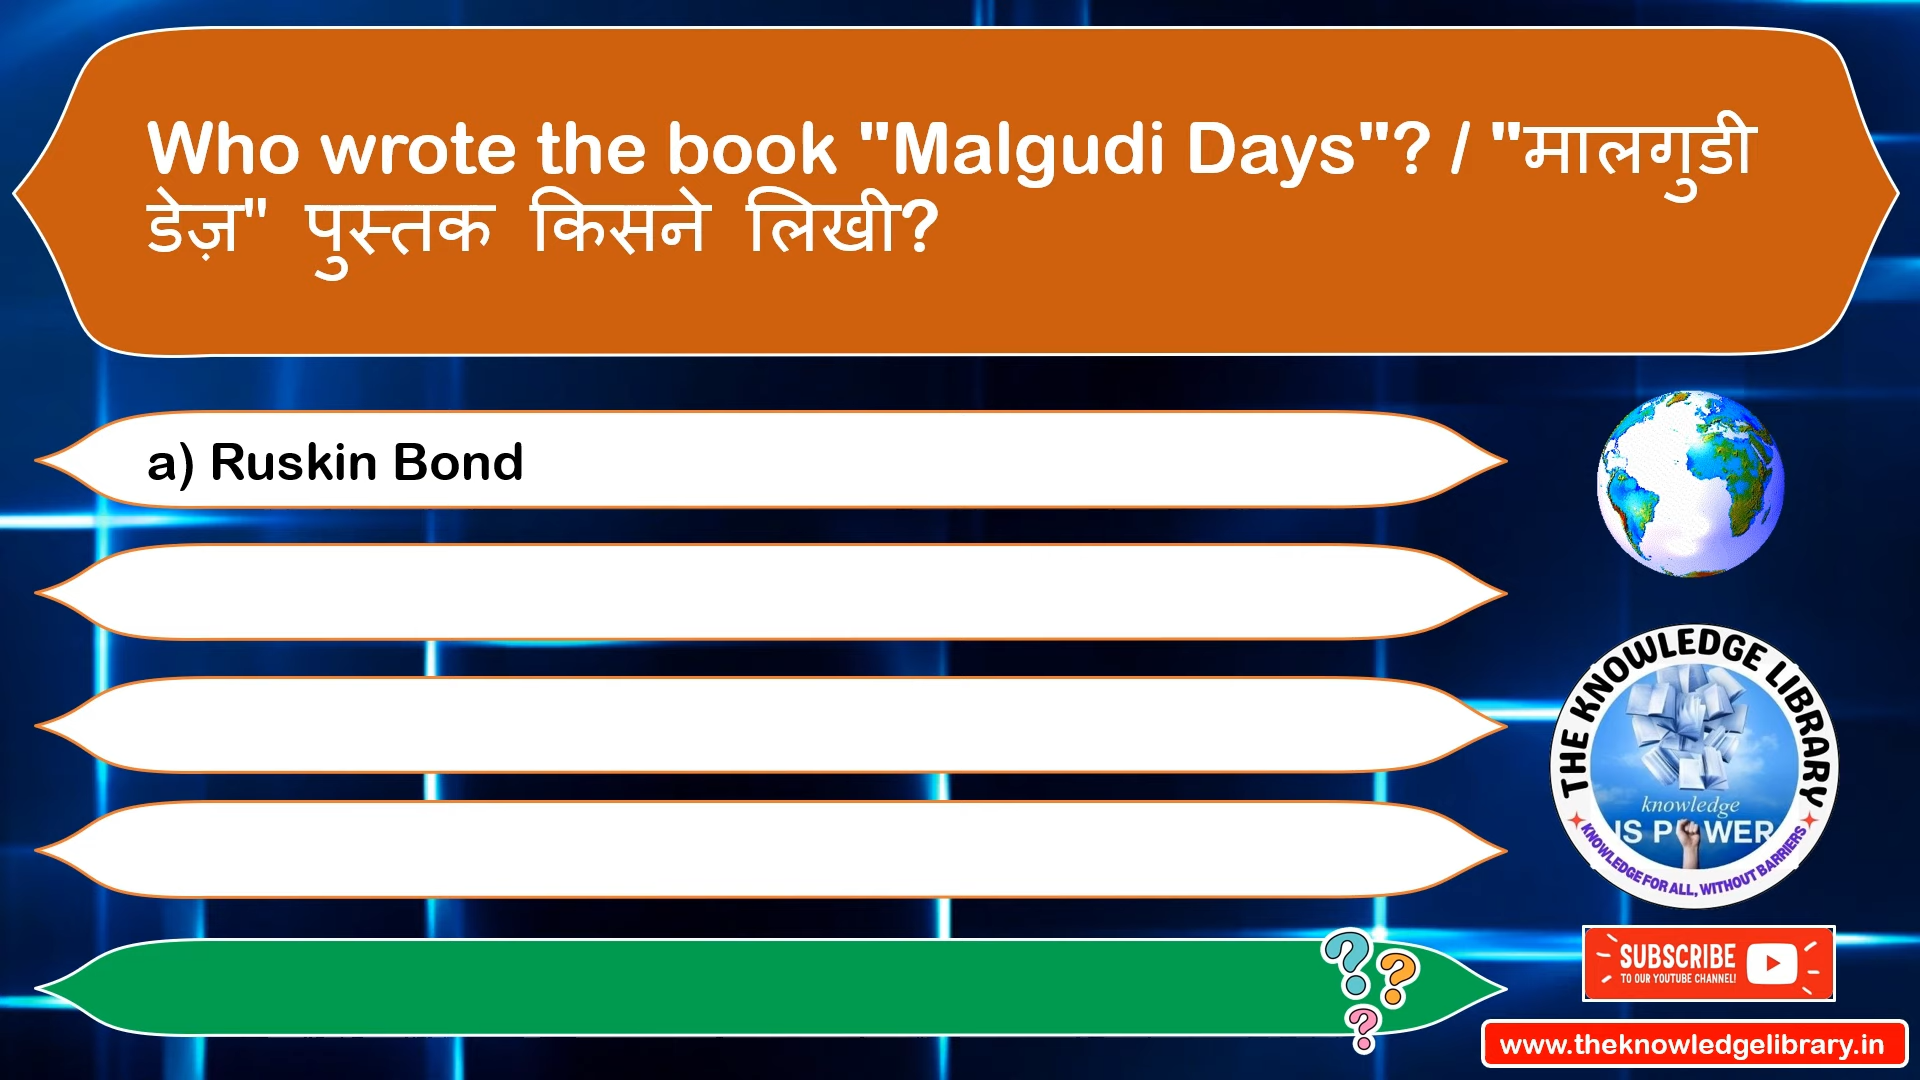 Who wrote the book "Malgudi Days"? / "मालगुडी
डेज़" पुस्तक किसने लिखी?
a) Ruskin Bond
THE KNOWLEDGE LIBRARY
knowledge
IS POWER
KNOWLEDGE FOR ALL, WITHOUT BARRIERS
SUBSCRIBE
TO OUR YOUTUBE CHANNEL!
www.theknowledgelibrary.in